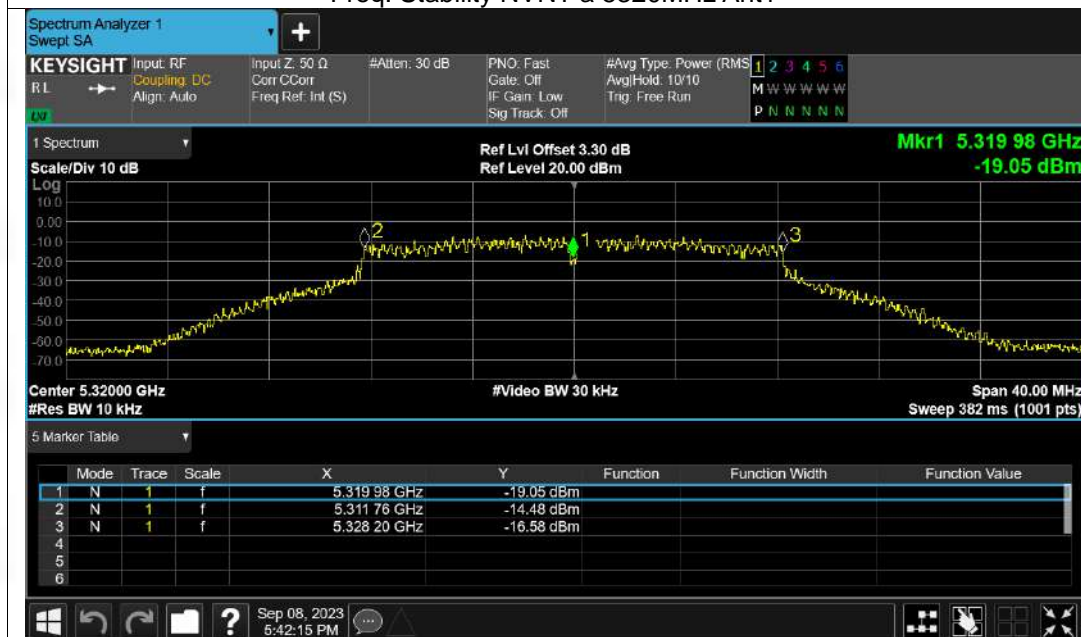 Freq. Stability NVNT a 5320MHz Ant1
Spectrum Analyzer 1
Swept SA
+
KEYSIGHT Input: RF Input Z: 50 Ω #Atten: 30 dB PNO: Fast #Avg Type: Power (RMS 1 2 3 4 5 6
RL Coupling: DC Corr CCorr Gate: Off Avg|Hold: 10/10 M W W W W W
Align: Auto Freq Ref: Int (S) IF Gain: Low Trig: Free Run
LXI Sig Track: Off P N N N N N
1 Spectrum Ref Lvl Offset 3.30 dB Mkr1 5.319 98 GHz
Scale/Div 10 dB Ref Level 20.00 dBm -19.05 dBm
Log
10.0
0.00
2 1 3
-10.0
-20.0
-30.0
-40.0
-50.0
-60.0
-70.0
Center 5.32000 GHz #Video BW 30 kHz Span 40.00 MHz
#Res BW 10 kHz Sweep 382 ms (1001 pts)
5 Marker Table
Mode Trace Scale X Y Function Function Width Function Value
1 N 1 f 5.319 98 GHz -19.05 dBm
2 N 1 f 5.311 76 GHz -14.48 dBm
3 N 1 f 5.328 20 GHz -16.58 dBm
4
5
6
? Sep 08, 2023
5:42:15 PM